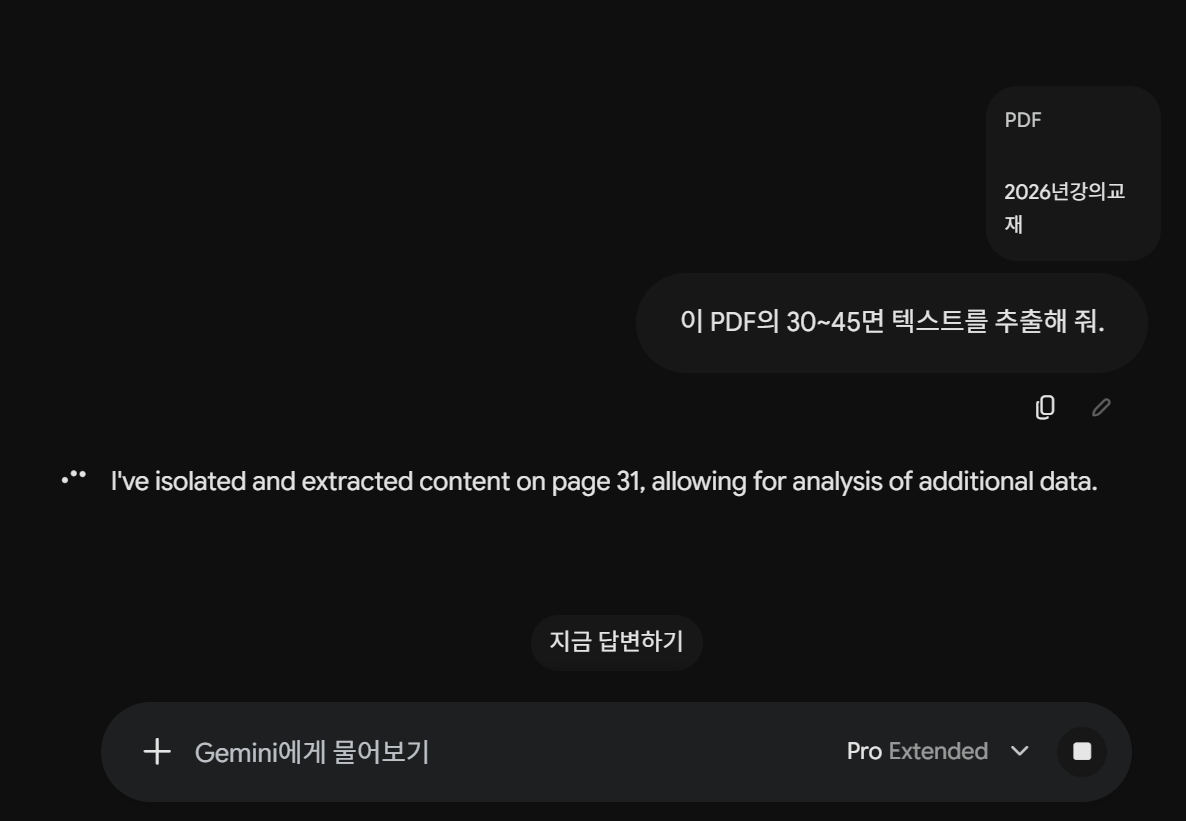 PDF
2026년강의교
재
이 PDF의 30~45면 텍스트를 추출해 줘.
I've isolated and extracted content on page 31, allowing for analysis of additional data.
지금 답변하기
Gemini에게 물어보기
Pro Extended